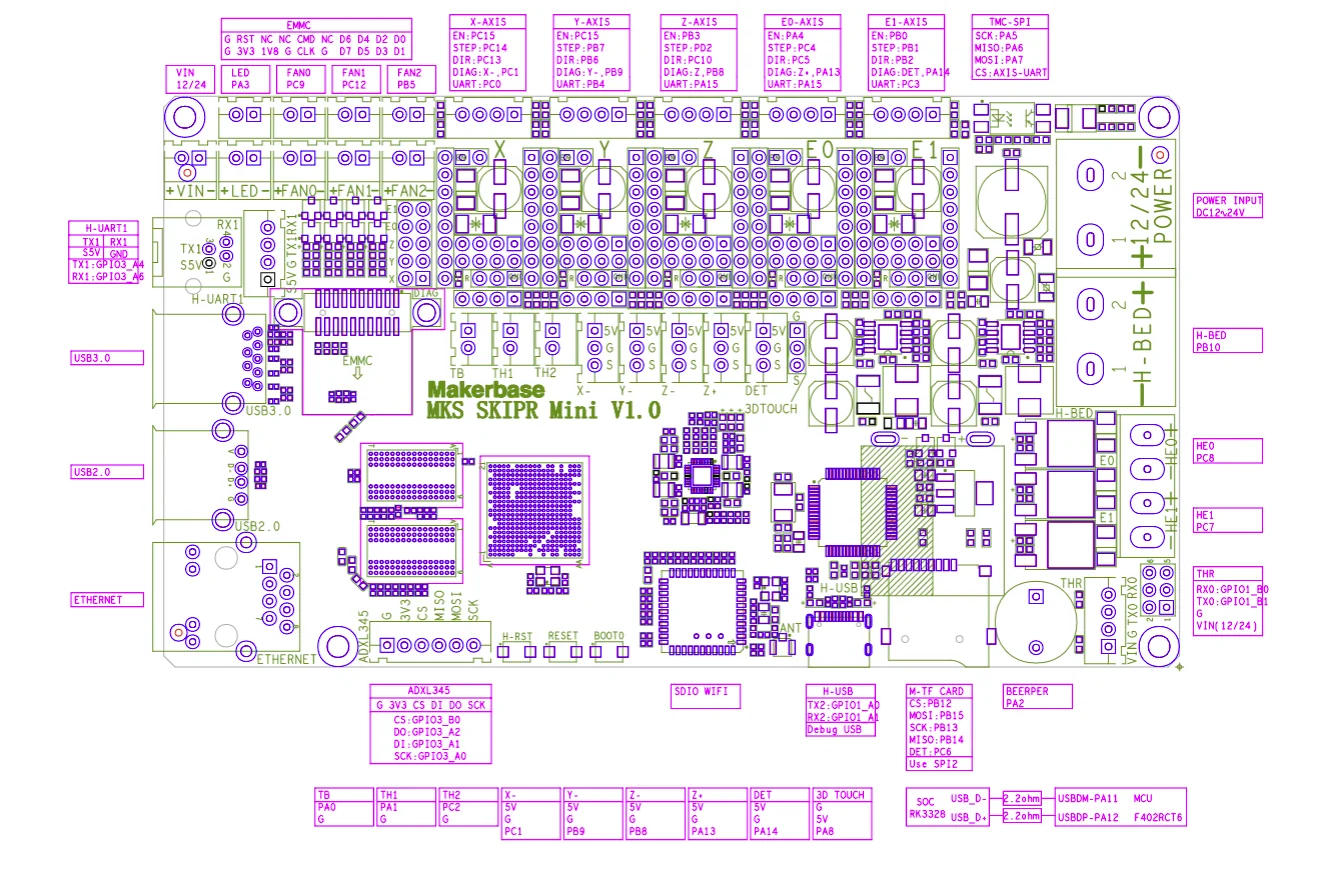 EMMC
G RST NC NC CMD NC D6 D4 D2 D0
G 3V3 1V8 G CLK G D7 D5 D3 D1
X-AXIS
EN:PC15
STEP:PC14
DIR:PC13
DIAG:X-,PC1
UART:PC0
Y-AXIS
EN:PC15
STEP:PB7
DIR:PB6
DIAG:Y-,PB9
UART:PB4
Z-AXIS
EN:PB3
STEP:PD2
DIR:PC10
DIAG:Z,PB8
UART:PA15
E0-AXIS
EN:PA4
STEP:PC4
DIR:PC5
DIAG:Z+,PA13
UART:PA15
E1-AXIS
EN:PB0
STEP:PB1
DIR:PB2
DIAG:DET,PA14
UART:PC3
TMC-SPI
SCK:PA5
MISO:PA6
MOSI:PA7
CS:AXIS-UART
VIN
12/24
LED
PA3
FAN0
PC9
FAN1
PC12
FAN2
PB5
X
Y
Z
E0
E1
+VIN-
+LED-
+FAN0-
+FAN1-
+FAN2-
E1
E0
Z
Y
X
DIAG
12/24
POWER
2
1
POWER INPUT
DC12~24V
H-UART1
TX1 RX1
S5V GND
TX1:GPIO3_A4
RX1:GPIO3_A6
RX1
TX1
S5V
G
S5V G TX1RX1
H-UART1
H-BED
2
1
H-BED
PB10
USB3.0
USB3.0
EMMC
TB
TH1
TH2
5V
G
S
5V
G
S
5V
G
S
5V
G
S
5V
G
S
G
S
X-
Y-
Z-
Z+
DET
3DTOUCH
Makerbase
MKS SKIPR Mini V1.0
H-BED
E0
E1
HE0
HE1
HE0
PC8
HE1
PC7
USB2.0
V
D-
D+
G
USB2.0
ETHERNET
ETHERNET
ADXL345
G
3V3
CS
MISO
MOSI
SCK
H-RST
RESET
BOOT0
ANT
H-USB
THR
VIN G TX0 RX0
THR
RX0:GPIO1_B0
TX0:GPIO1_B1
G
VIN(12/24)
ADXL345
G 3V3 CS DI DO SCK
CS:GPIO3_B0
DO:GPIO3_A2
DI:GPIO3_A1
SCK:GPIO3_A0
SDIO WIFI
H-USB
TX2:GPIO1_A0
RX2:GPIO1_A1
Debug USB
M-TF CARD
CS:PB12
MOSI:PB15
SCK:PB13
MISO:PB14
DET:PC6
Use SPI2
BEERPER
PA2
TB
PA0
G
TH1
PA1
G
TH2
PC2
G
X-
5V
G
PC1
Y-
5V
G
PB9
Z-
5V
G
PB8
Z+
5V
G
PA13
DET
5V
G
PA14
3D TOUCH
G
5V
PA8
SOC
RK3328
USB_D-
USB_D+
2.2ohm
2.2ohm
USBDM-PA11 MCU
USBDP-PA12 F402RCT6